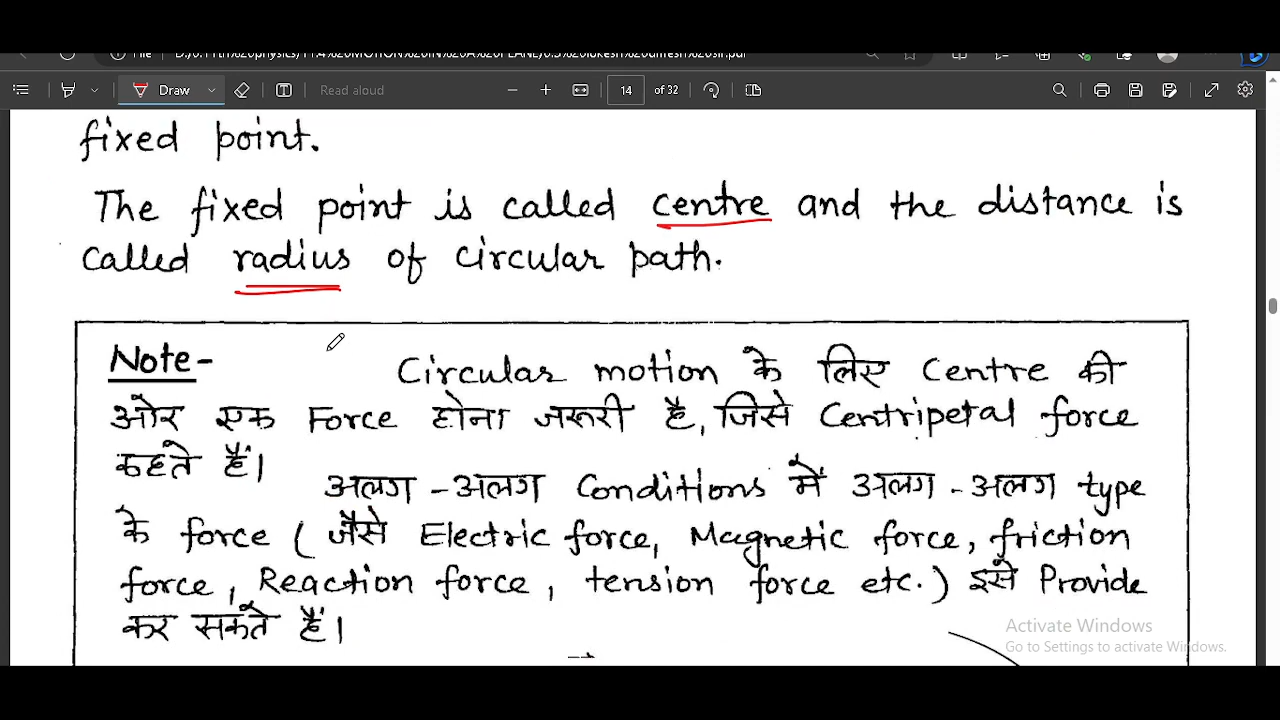 File
Draw
Read aloud
14 of 32
fixed point.
The fixed point is called centre and the distance is
called radius of circular path.
Note-
Circular motion के लिए Centre की
ओर एक Force होना जरूरी है, जिसे Centripetal force
कहते हैं।
अलग-अलग Conditions में अलग-अलग type
के force ( जैसे Electric force, Magnetic force, friction
force, Reaction force, tension force etc.) इसे Provide
कर सकते हैं।
Activate Windows
Go to Settings to activate Windows.